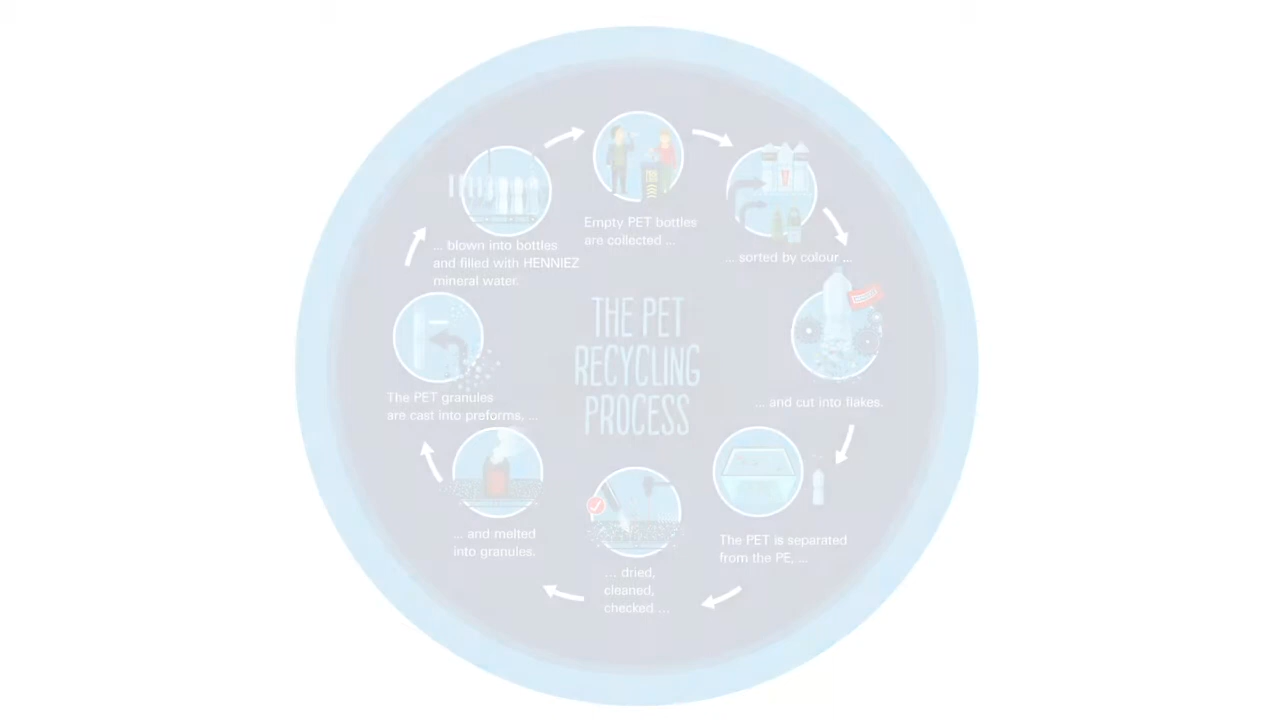 THE PET
RECYCLING
PROCESS
Empty PET bottles
are collected ...
... sorted by colour ...
... and cut into flakes.
The PET is separated
from the PE, ...
... dried,
cleaned,
checked ...
... and melted
into granules.
The PET granules
are cast into preforms, ...
... blown into bottles
and filled with HENNIEZ
mineral water.